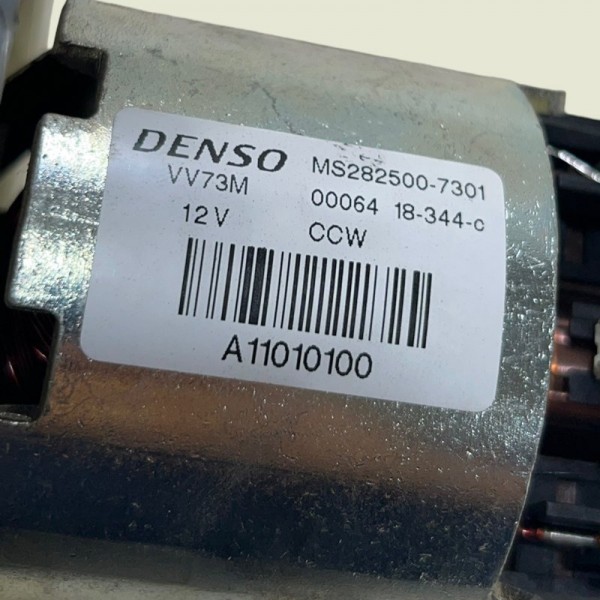 DENSO MS282500-7301
VV73M 00064 18-344-c
12V CCW
A11010100